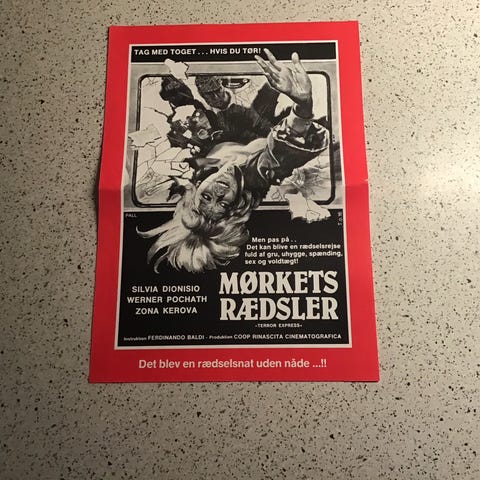 TAG MED TOGET . . . HVIS DU TØR!
PALL
T.D.M.
Men pas på . .
Det kan blive en rædselsrejse
fuld af gru, uhygge, spænding,
sex og voldtægt!
SILVIA DIONISIO
WERNER POCHATH
ZONA KEROVA
MØRKETS
RÆDSLER
-TERROR EXPRESS-
Instruktion FERDINANDO BALDI - Produktion COOP RINASCITA CINEMATOGRAFICA
Det blev en rædselsnat uden nåde ...!!